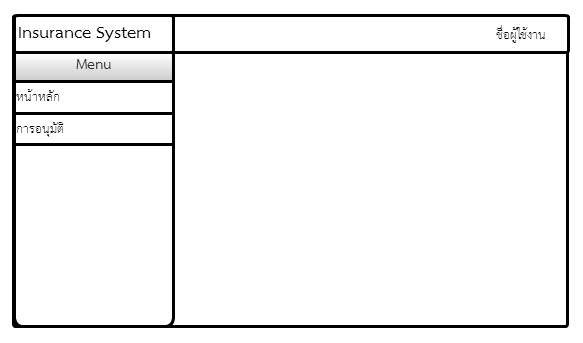 Insurance System
ชื่อผู้ใช้งาน
Menu
หน้าหลัก
การอนุมัติ